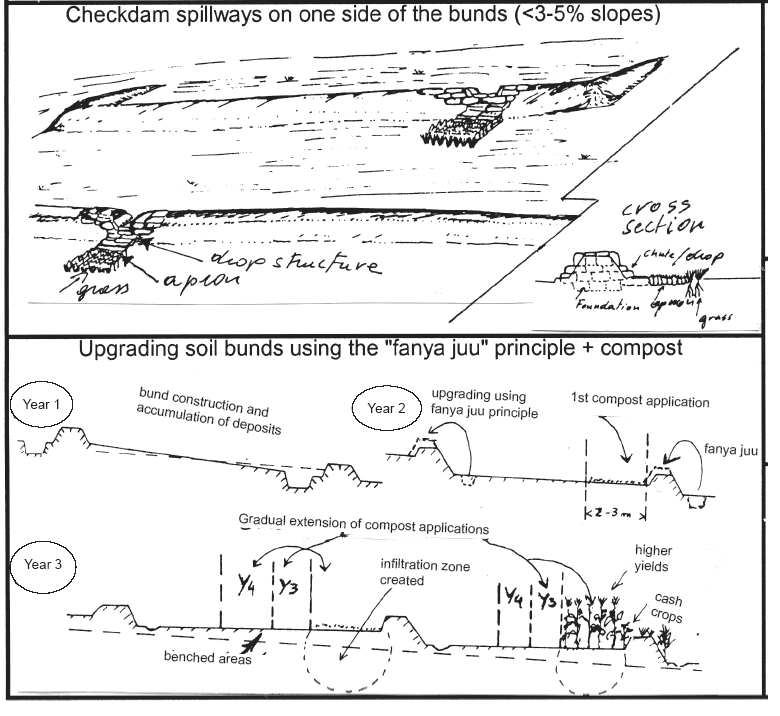 Checkdam spillways on one side of the bunds (<3-5% slopes)
drop structure
apron
grass
cross
section
chute/drop
Foundation
apron
grass
Upgrading soil bunds using the "fanya juu" principle + compost
Year 1
bund construction and
accumulation of deposits
Year 2
upgrading using
fanya juu principle
1st compost application
fanya juu
2-3 m
Year 3
Gradual extension of compost applications
Y4
Y3
infiltration zone
created
benched areas
Y4
Y3
higher
yields
cash
crops